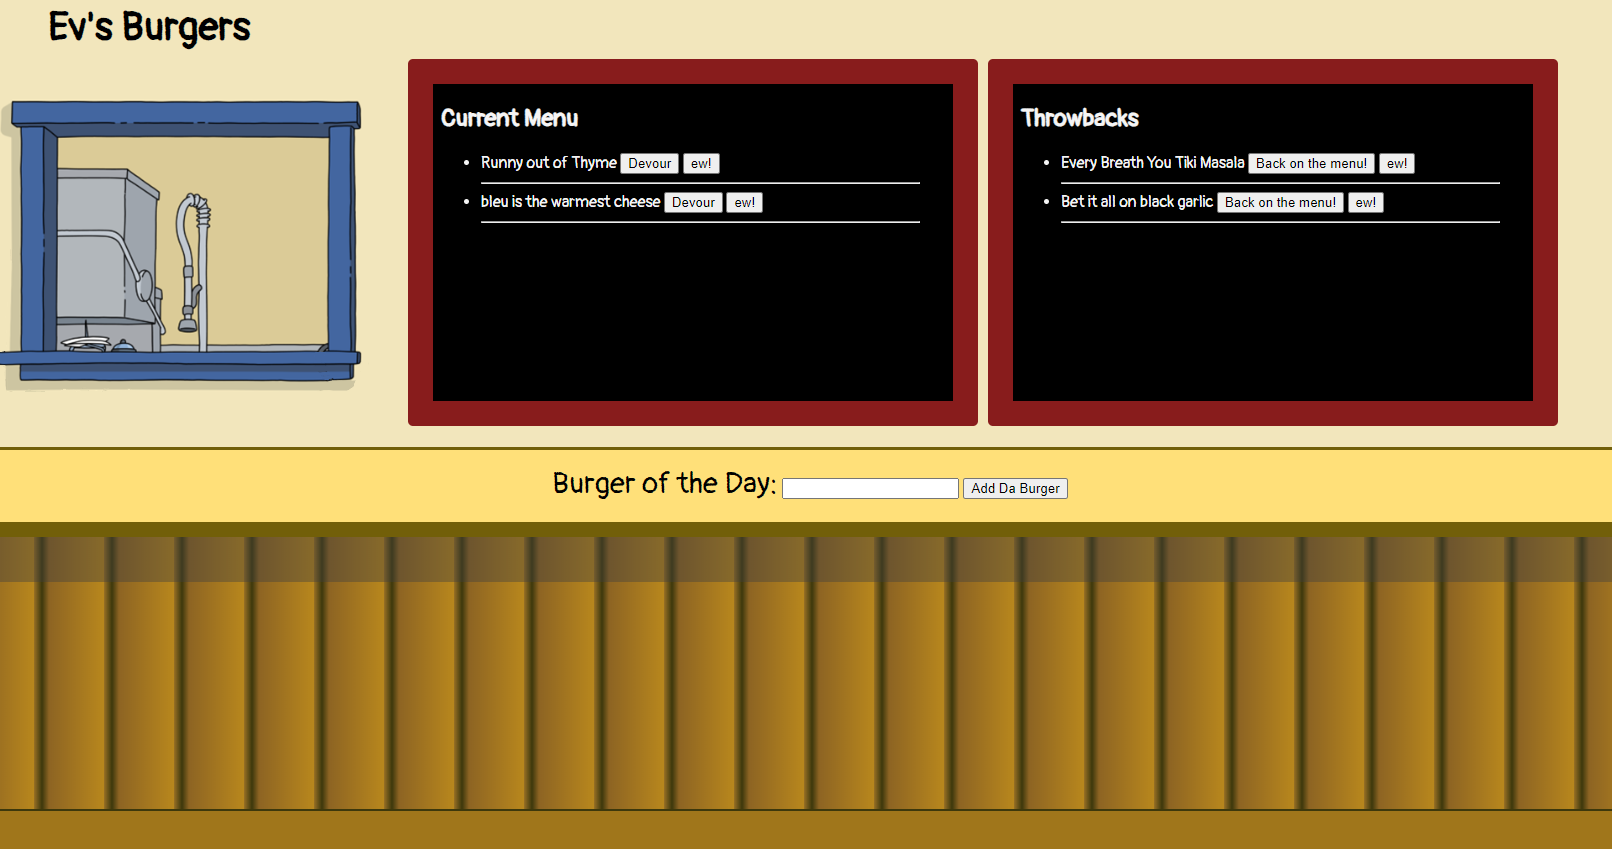 Ev's Burgers
Current Menu
Runny out of Thyme Devour ew!
bleu is the warmest cheese Devour ew!
Throwbacks
Every Breath You Tiki Masala Back on the menu! ew!
Bet it all on black garlic Back on the menu! ew!
Burger of the Day: Add Da Burger